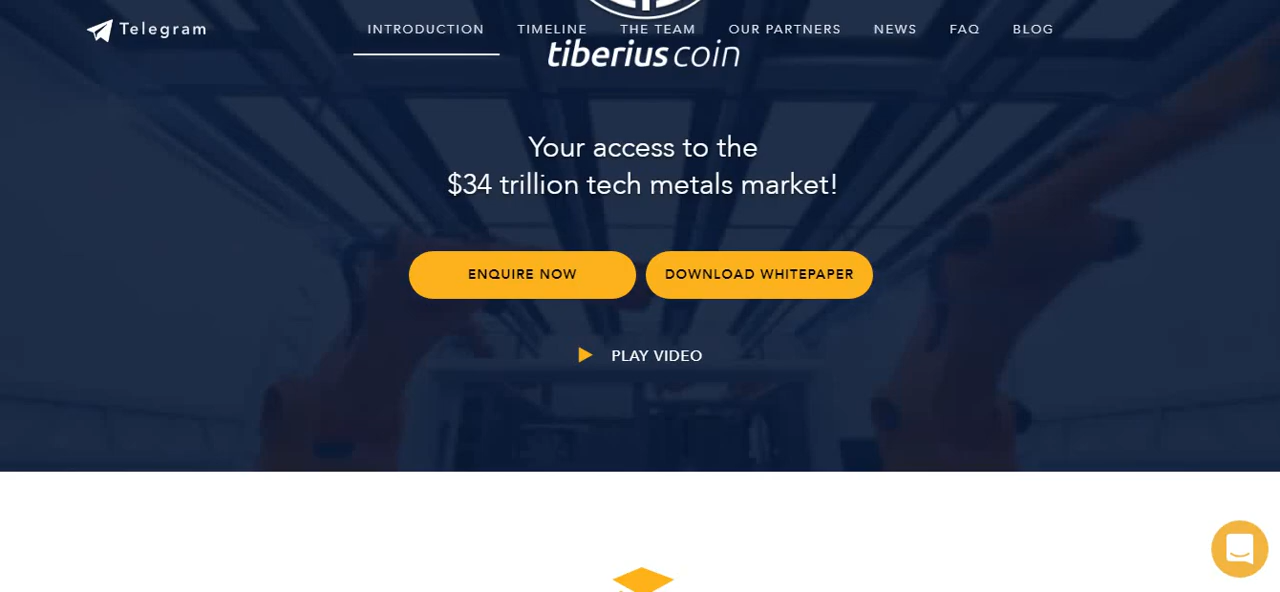 Telegram
INTRODUCTION TIMELINE THE TEAM OUR PARTNERS NEWS FAQ BLOG
tiberius coin
Your access to the
$34 trillion tech metals market!
ENQUIRE NOW DOWNLOAD WHITEPAPER
PLAY VIDEO